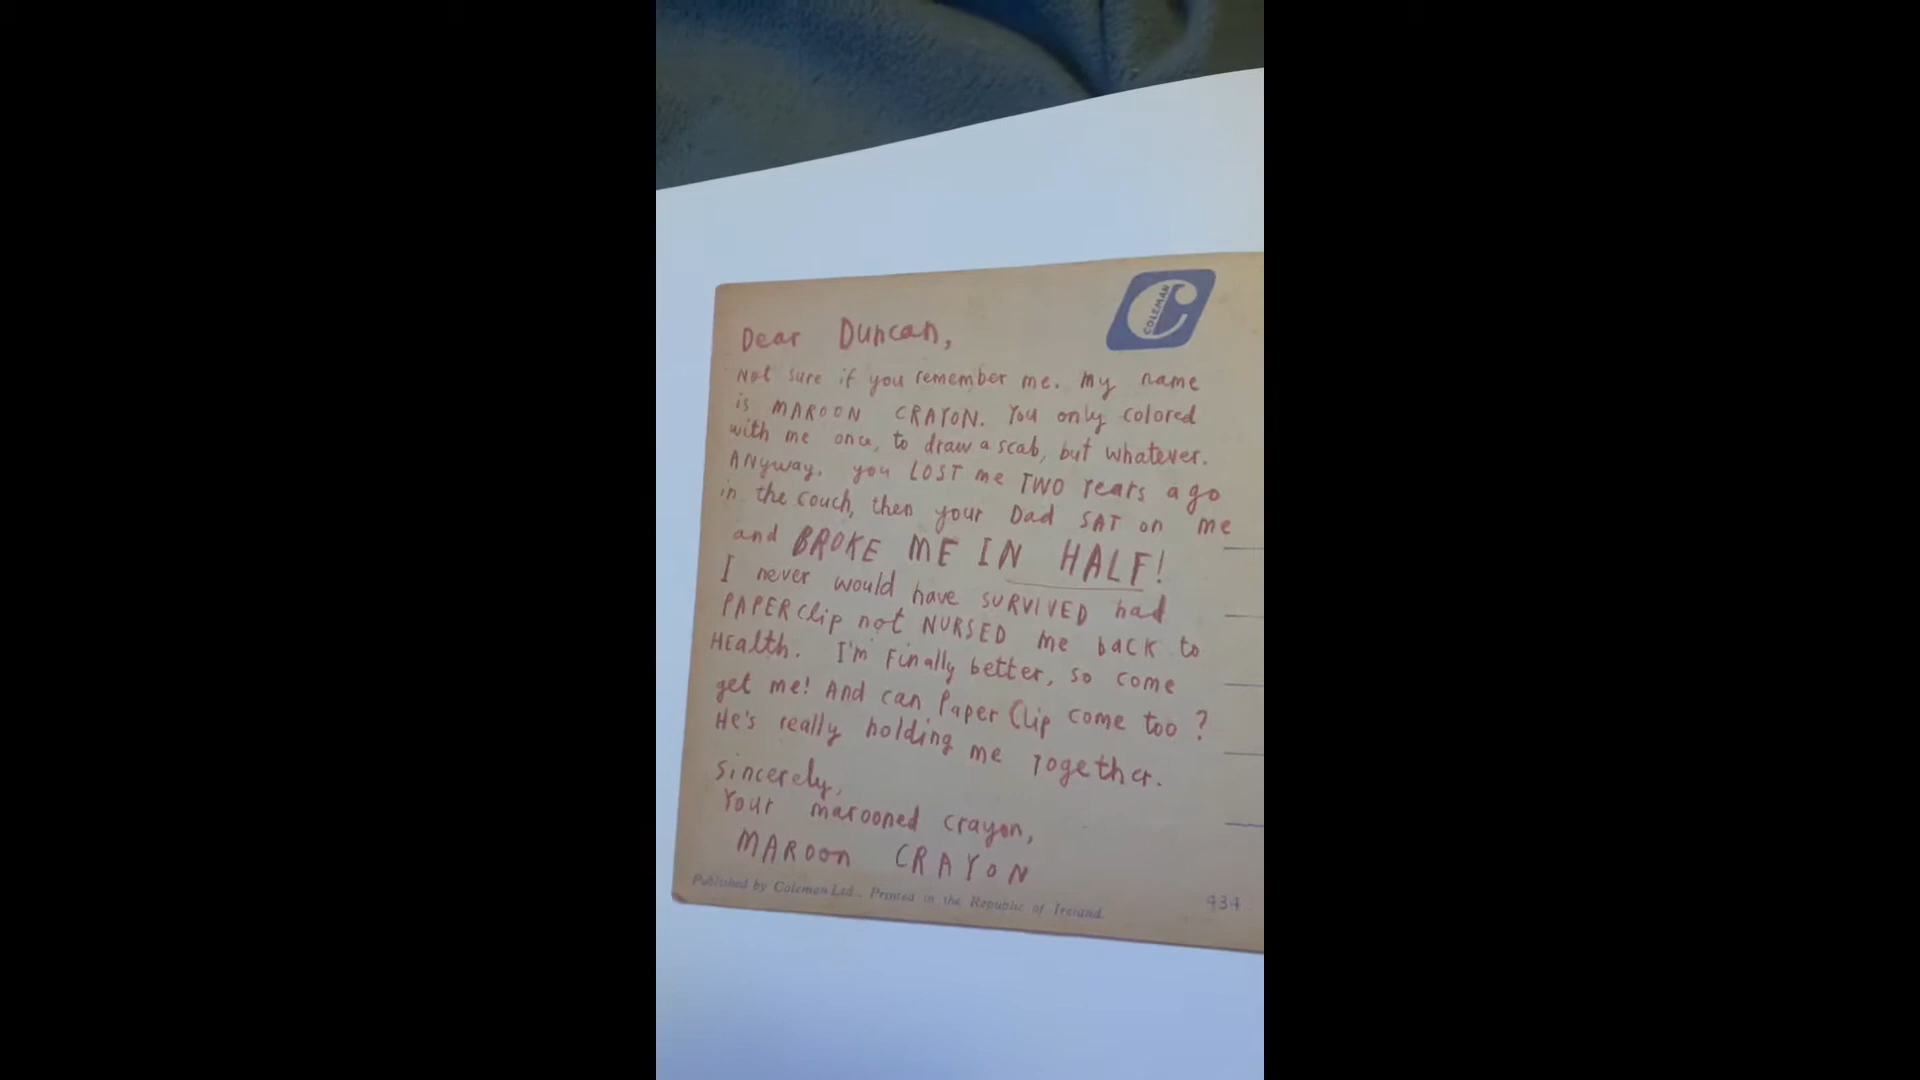 COLEMAN
Dear Duncan,
Not sure if you remember me. My name
is MAROON CRAYON. You only colored
with me once, to draw a scab, but whatever.
ANyway, you LOST me TWO Years ago
in the couch, then your Dad SAT on me
and BROKE ME IN HALF!
I never would have SURVIVED had
PAPERclip not NURSED me bACK to
HEalth. I'm Finally better, so come
get me! And can Paper Clip come too?
He's really holding me Together.
Sincerely,
Your marooned crayon,
MAROon CRAYoN
Published by Coleman Ltd.. Printed in the Republic of Ireland.
434